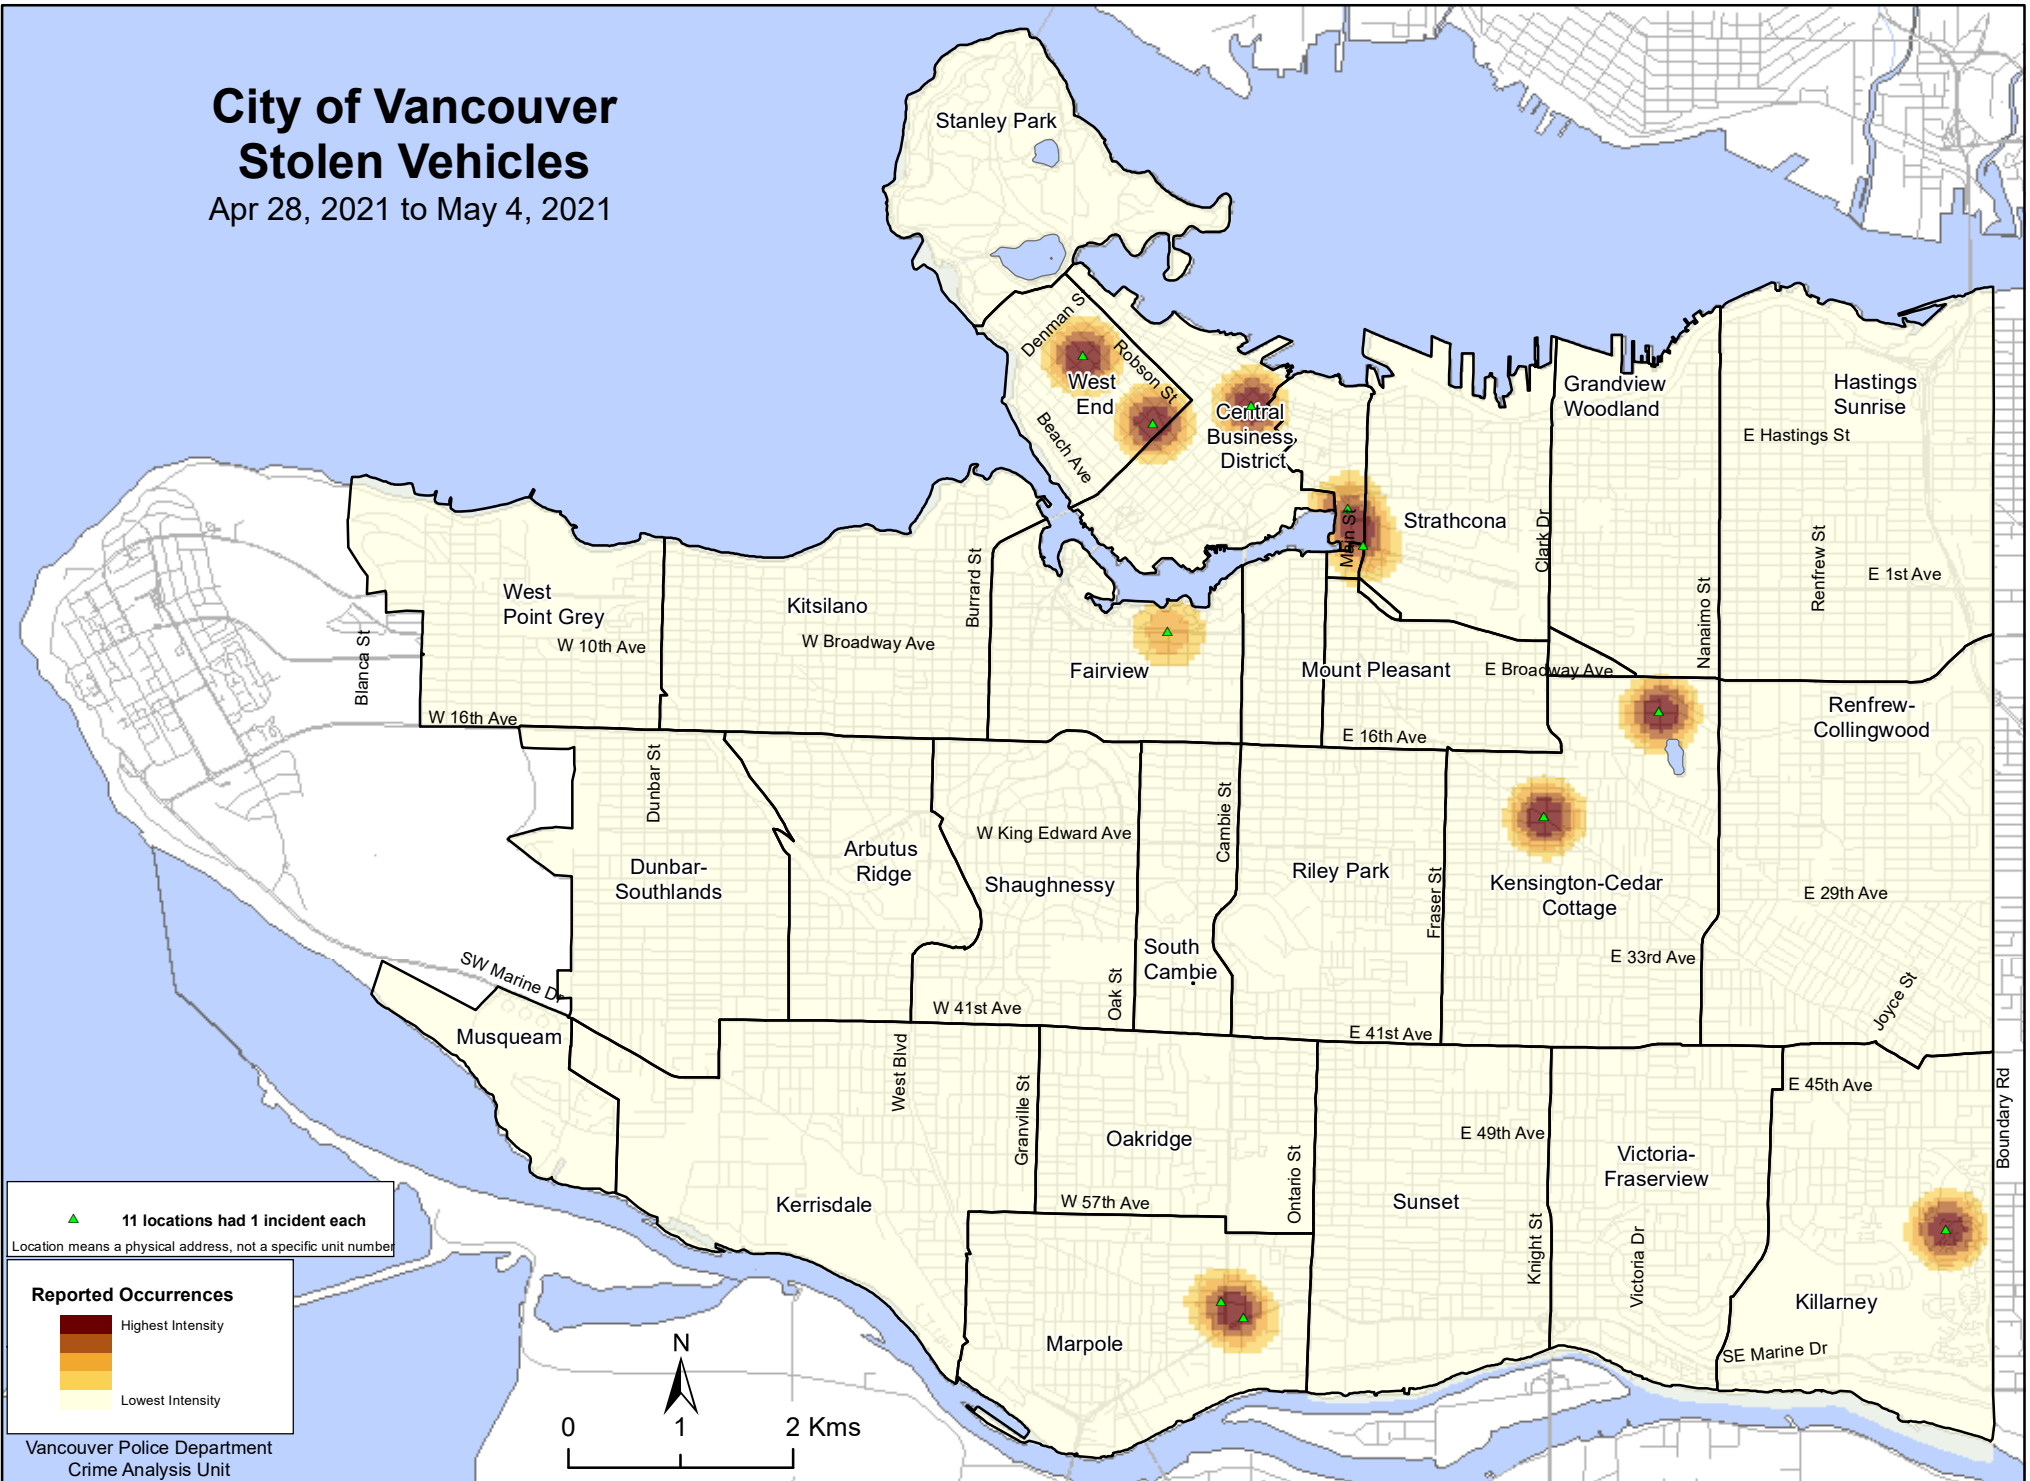 City of Vancouver
Stolen Vehicles
Apr 28, 2021 to May 4, 2021
Stanley Park
Denman S
Robson St
West
End
Beach Ave
Central
Business
District
Main St
Strathcona
Clark Dr
Grandview
Woodland
Hastings
Sunrise
E Hastings St
Renfrew St
E 1st Ave
Nanaimo St
West
Point Grey
W 10th Ave
Blanca St
W 16th Ave
Kitsilano
W Broadway Ave
Burrard St
Fairview
Mount Pleasant
E Broadway Ave
E 16th Ave
Renfrew-
Collingwood
Dunbar St
Dunbar-
Southlands
Arbutus
Ridge
W King Edward Ave
Shaughnessy
Cambie St
South
Cambie
Oak St
Riley Park
Fraser St
Kensington-Cedar
Cottage
E 29th Ave
E 33rd Ave
Joyce St
SW Marine Dr
Musqueam
W 41st Ave
E 41st Ave
West Blvd
Granville St
Oakridge
Ontario St
W 57th Ave
Kerrisdale
Marpole
Sunset
E 49th Ave
Knight St
Victoria-
Fraserview
Victoria Dr
E 45th Ave
Boundary Rd
Killarney
SE Marine Dr
11 locations had 1 incident each
Location means a physical address, not a specific unit number
Reported Occurrences
Highest Intensity
Lowest Intensity
Vancouver Police Department
Crime Analysis Unit
N
0 1 2 Kms